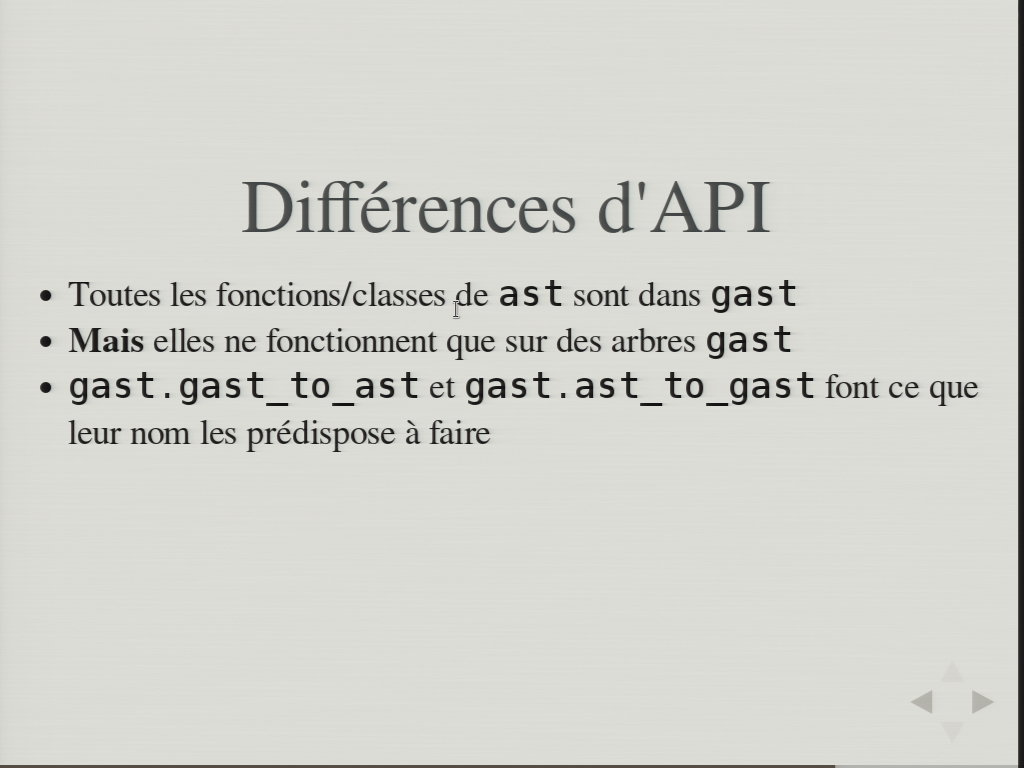 Différences d'API
• Toutes les fonctions/classes de ast sont dans gast
• Mais elles ne fonctionnent que sur des arbres gast
• gast.gast_to_ast et gast.ast_to_gast font ce que
leur nom les prédispose à faire